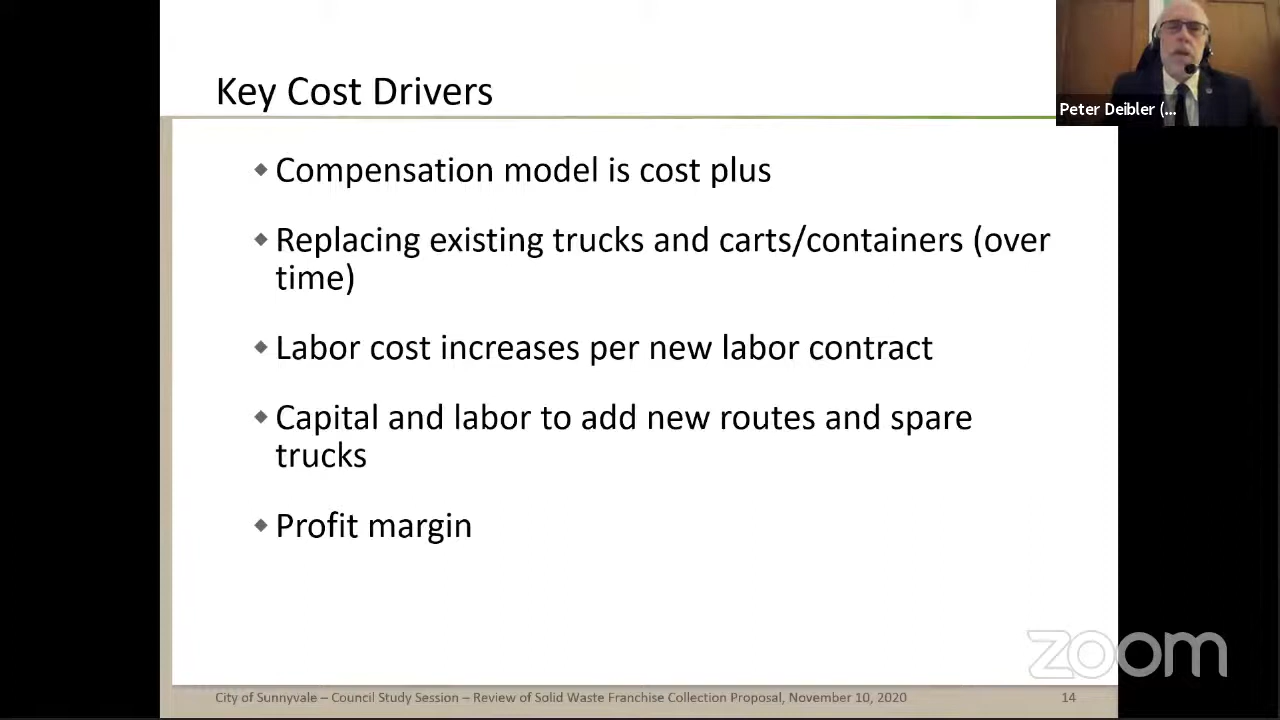 Key Cost Drivers
Peter Deibler (...
◆ Compensation model is cost plus
◆ Replacing existing trucks and carts/containers (over
time)
◆ Labor cost increases per new labor contract
◆ Capital and labor to add new routes and spare
trucks
◆ Profit margin
zoom
City of Sunnyvale – Council Study Session – Review of Solid Waste Franchise Collection Proposal, November 10, 2020
14